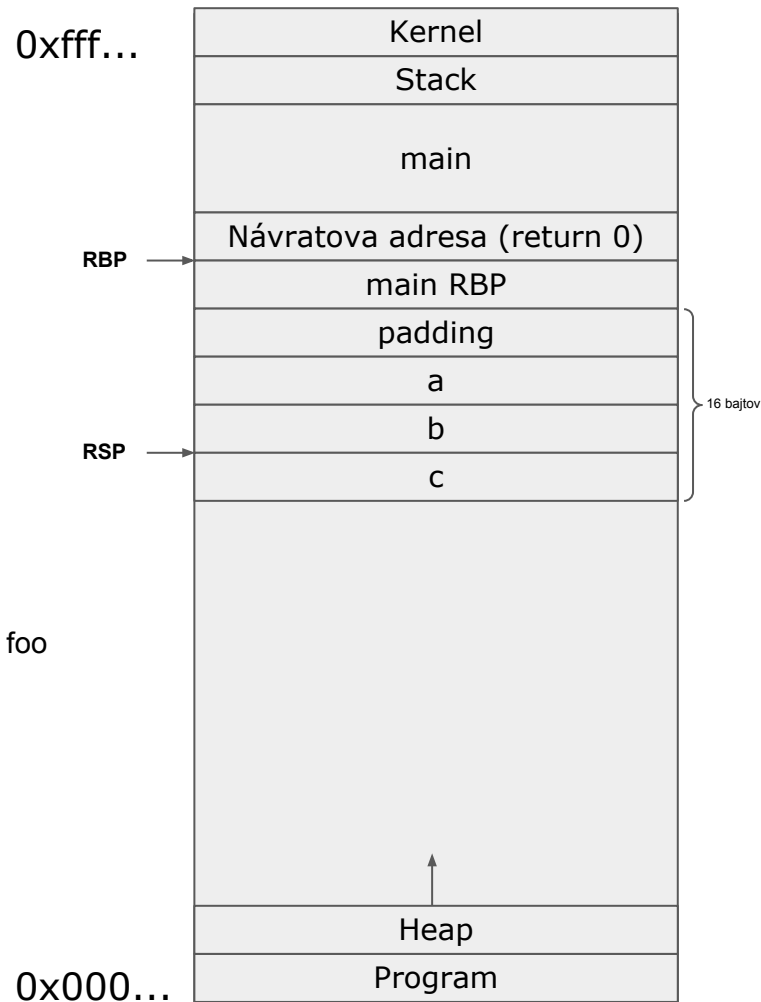 0xfff...
Kernel
Stack
main
Návratova adresa (return 0)
RBP
main RBP
padding
a
16 bajtov
b
RSP
c
foo
Heap
0x000...
Program